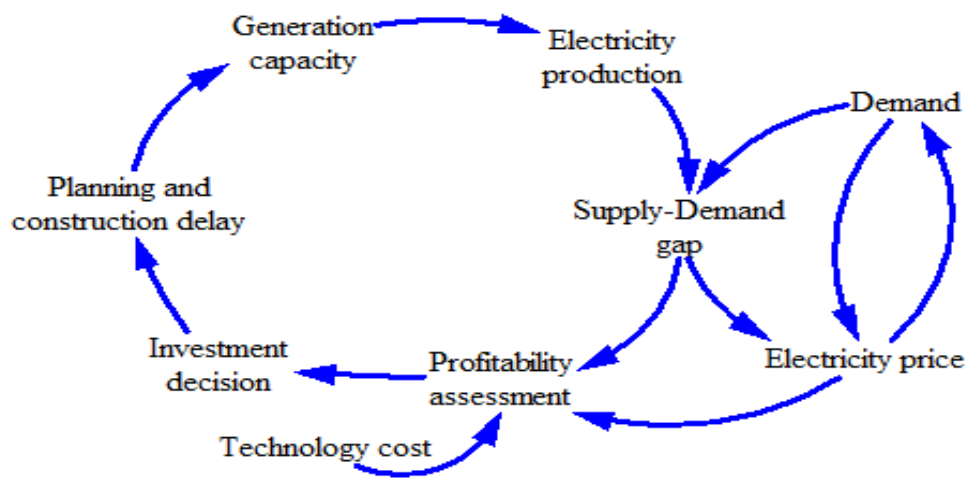 Generation
capacity
Electricity
production
Demand
Planning and
construction delay
Supply-Demand
gap
Investment
decision
Profitability
assessment
Electricity price
Technology cost